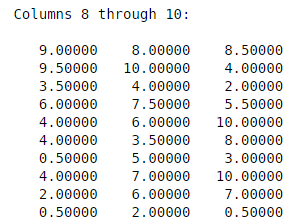 Columns 8 through 10:
9.00000 8.00000 8.50000
9.50000 10.00000 4.00000
3.50000 4.00000 2.00000
6.00000 7.50000 5.50000
4.00000 6.00000 10.00000
4.00000 3.50000 8.00000
0.50000 5.00000 3.00000
4.00000 7.00000 10.00000
2.00000 6.00000 7.00000
0.50000 2.00000 0.50000